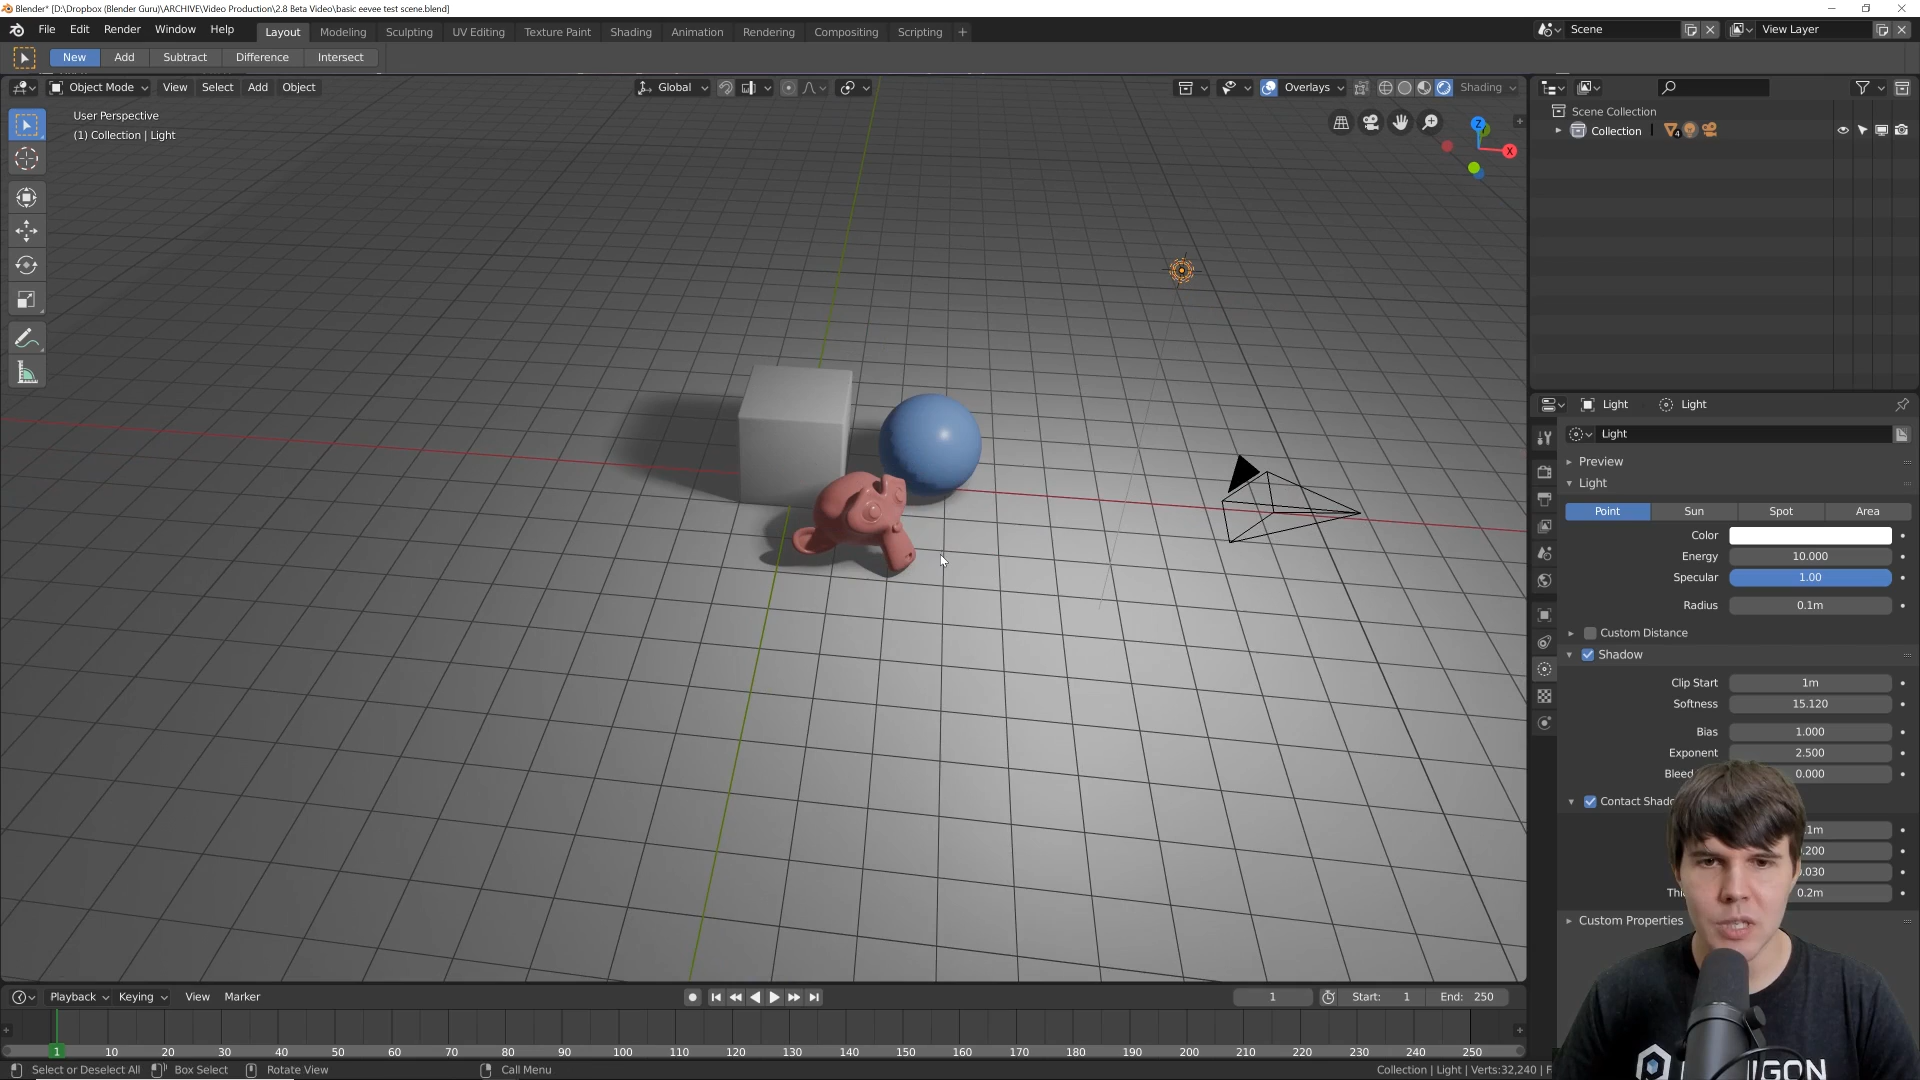 Blender* [D:\Dropbox (Blender Guru)\ARCHIVE\Video Production\2.8 Beta Video\basic eevee test scene.blend]
File Edit Render Window Help Layout Modeling Sculpting UV Editing Texture Paint Shading Animation Rendering Compositing Scripting + Scene View Layer
New Add Subtract Difference Intersect
Object Mode View Select Add Object Global Overlays Shading
User Perspective
(1) Collection | Light
Z
X
Scene Collection
Collection
Light Light
Light
Preview
Light
Point Sun Spot Area
Color
Energy 10.000
Specular 1.00
Radius 0.1m
Custom Distance
Shadow
Clip Start 1m
Softness 15.120
Bias 1.000
Exponent 2.500
Bleed 0.000
Contact Shado
0.2m
Custom Properties
Playback Keying View Marker 1 Start: 1 End: 250
1 10 20 30 40 50 60 70 80 90 100 110 120 130 140 150 160 170 180 190 200 210 220 230 240 250
Select or Deselect All Box Select Rotate View Call Menu Collection | Light | Verts:32,240 | F